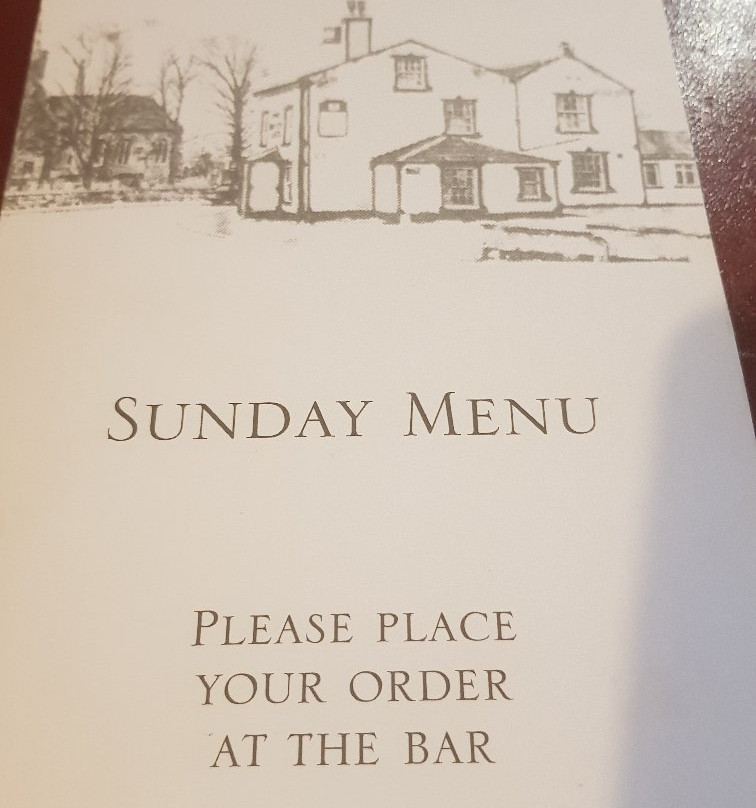 SUNDAY MENU
PLEASE PLACE
YOUR ORDER
AT THE BAR